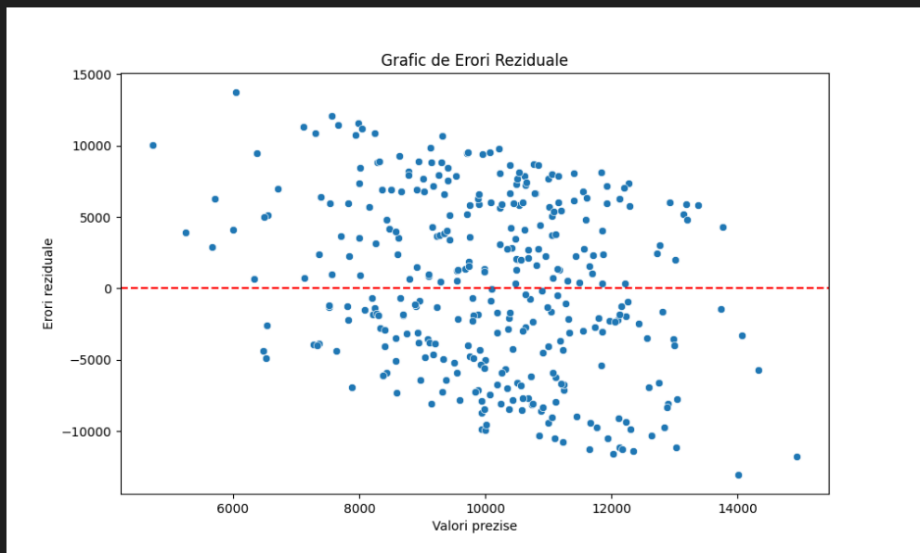 Grafic de Erori Reziduale
15000
10000
5000
0
−5000
−10000
Erori reziduale
6000 8000 10000 12000 14000
Valori prezise